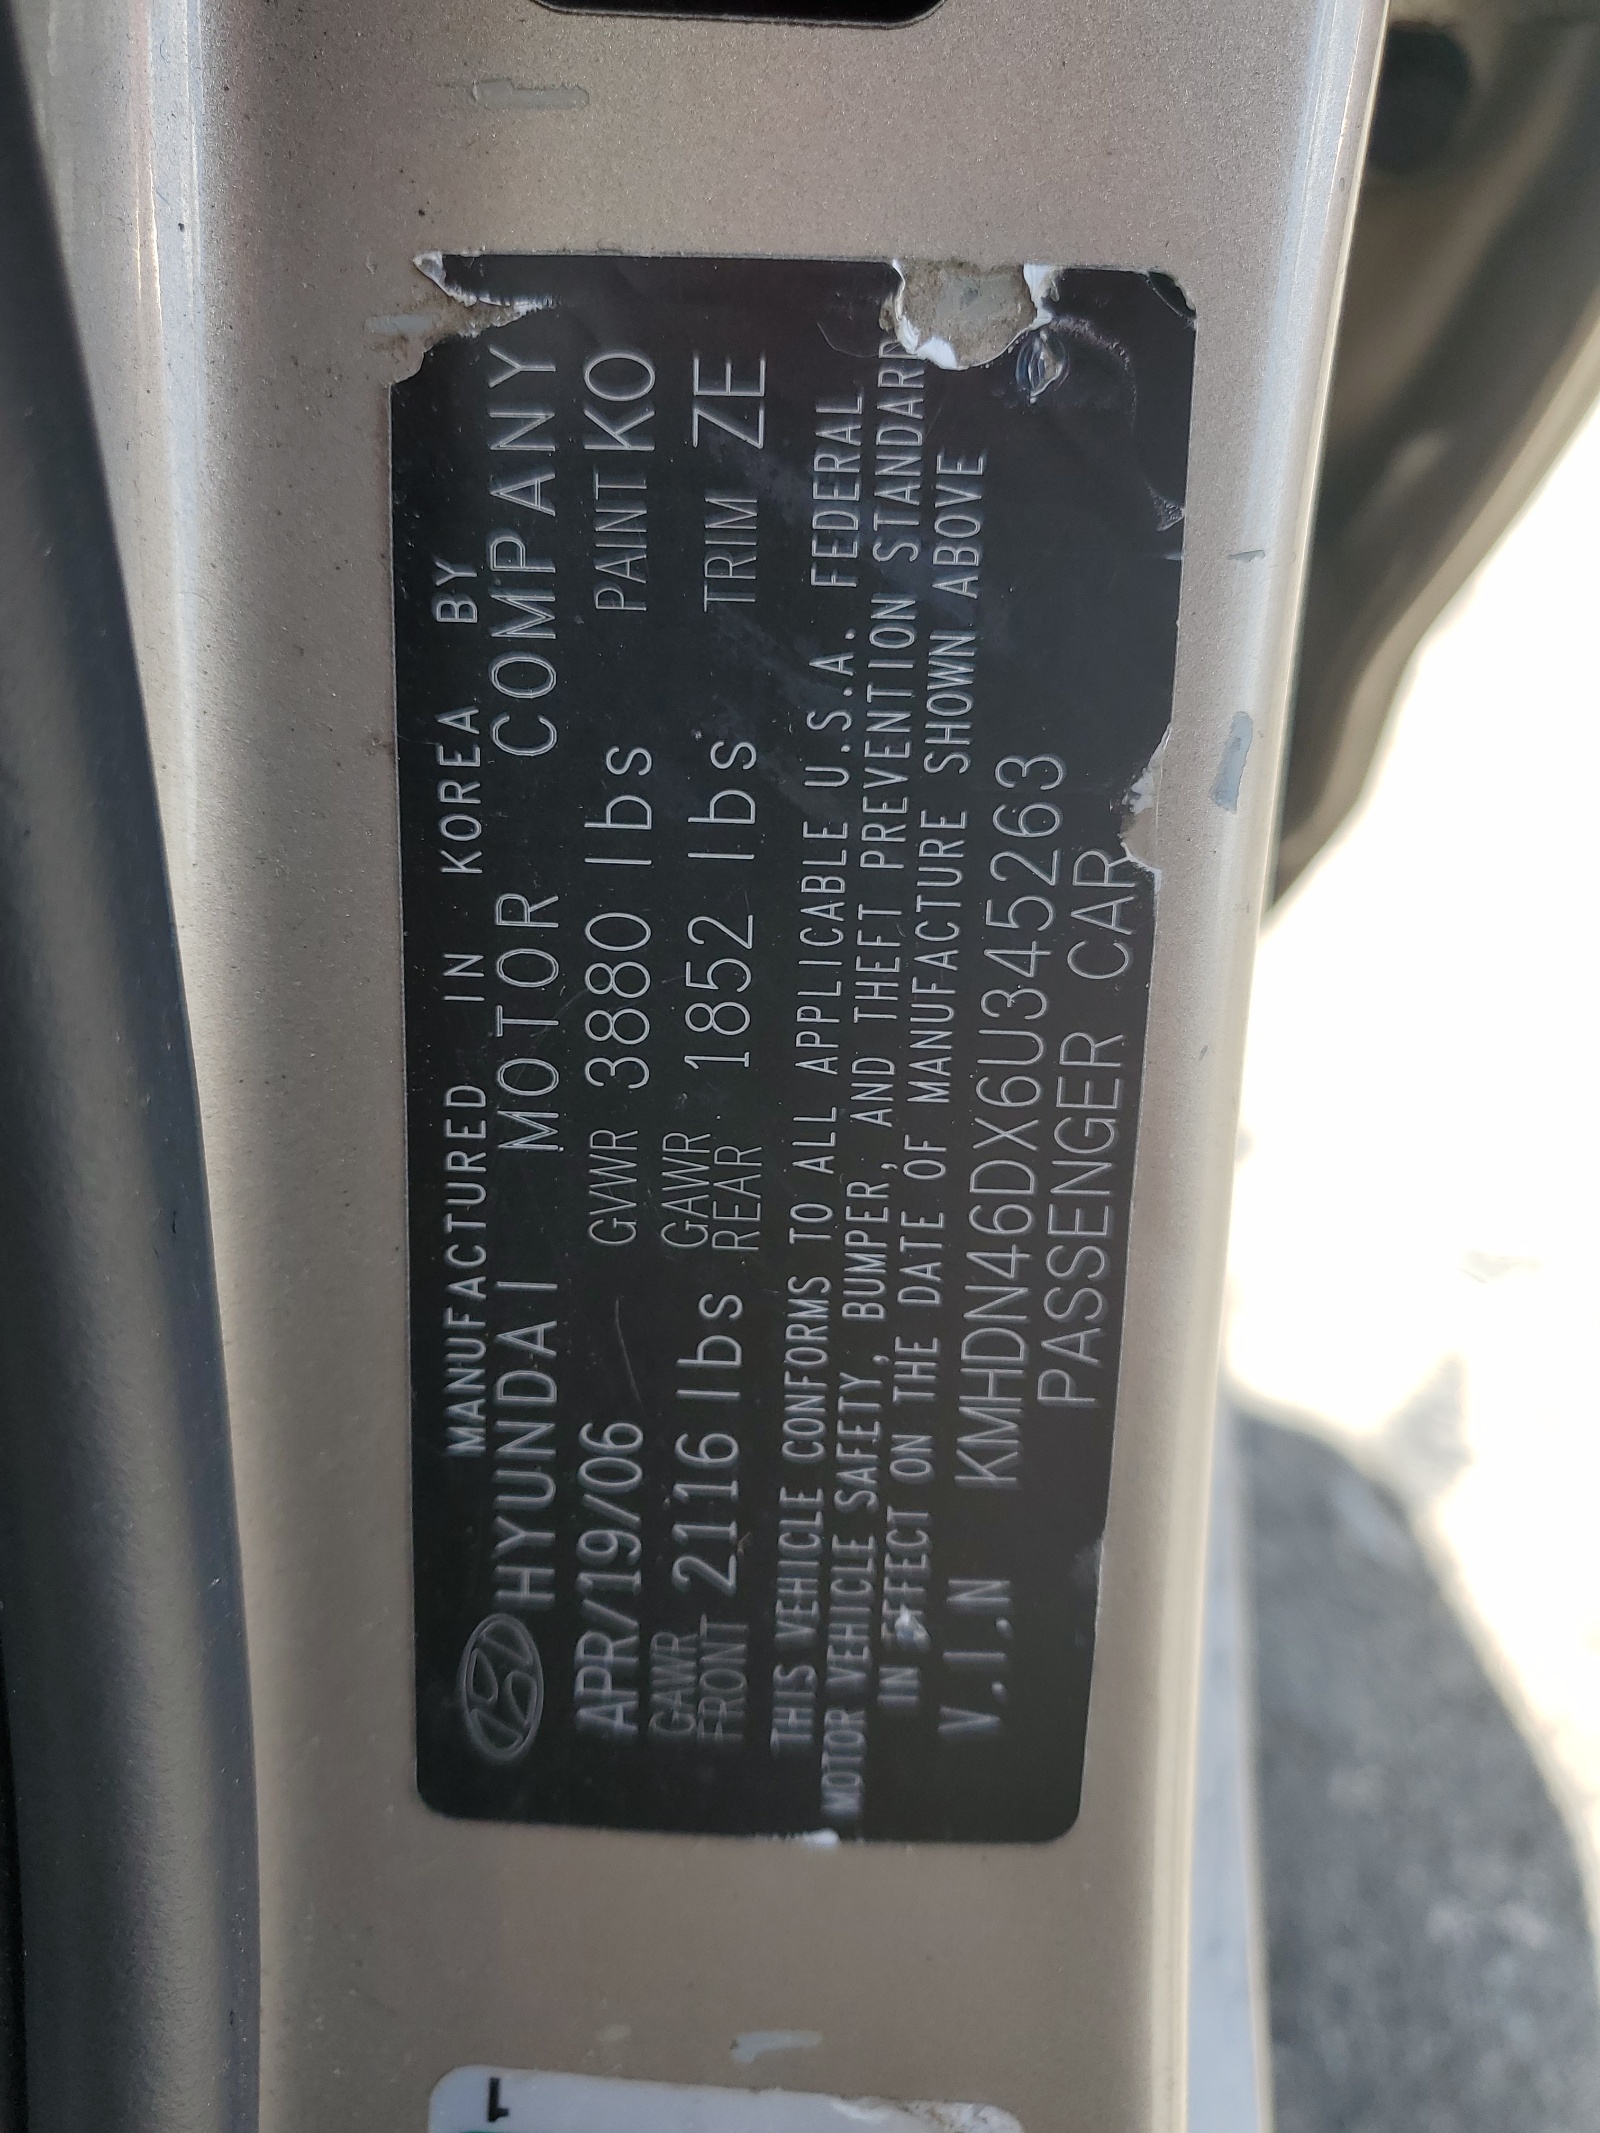 MANUFACTURED IN KOREA BY
HYUNDAI MOTOR COMPANY
APR/19/06 GVWR 3880 lbs PAINT KO
GAWR FRONT 2116 lbs GAWR REAR 1852 lbs TRIM ZE
THIS VEHICLE CONFORMS TO ALL APPLICABLE U.S.A. FEDERAL
MOTOR VEHICLE SAFETY, BUMPER, AND THEFT PREVENTION STANDARD
IN EFFECT ON THE DATE OF MANUFACTURE SHOWN ABOVE
V.I.N KMHDN46DX6U345263
PASSENGER CAR
1